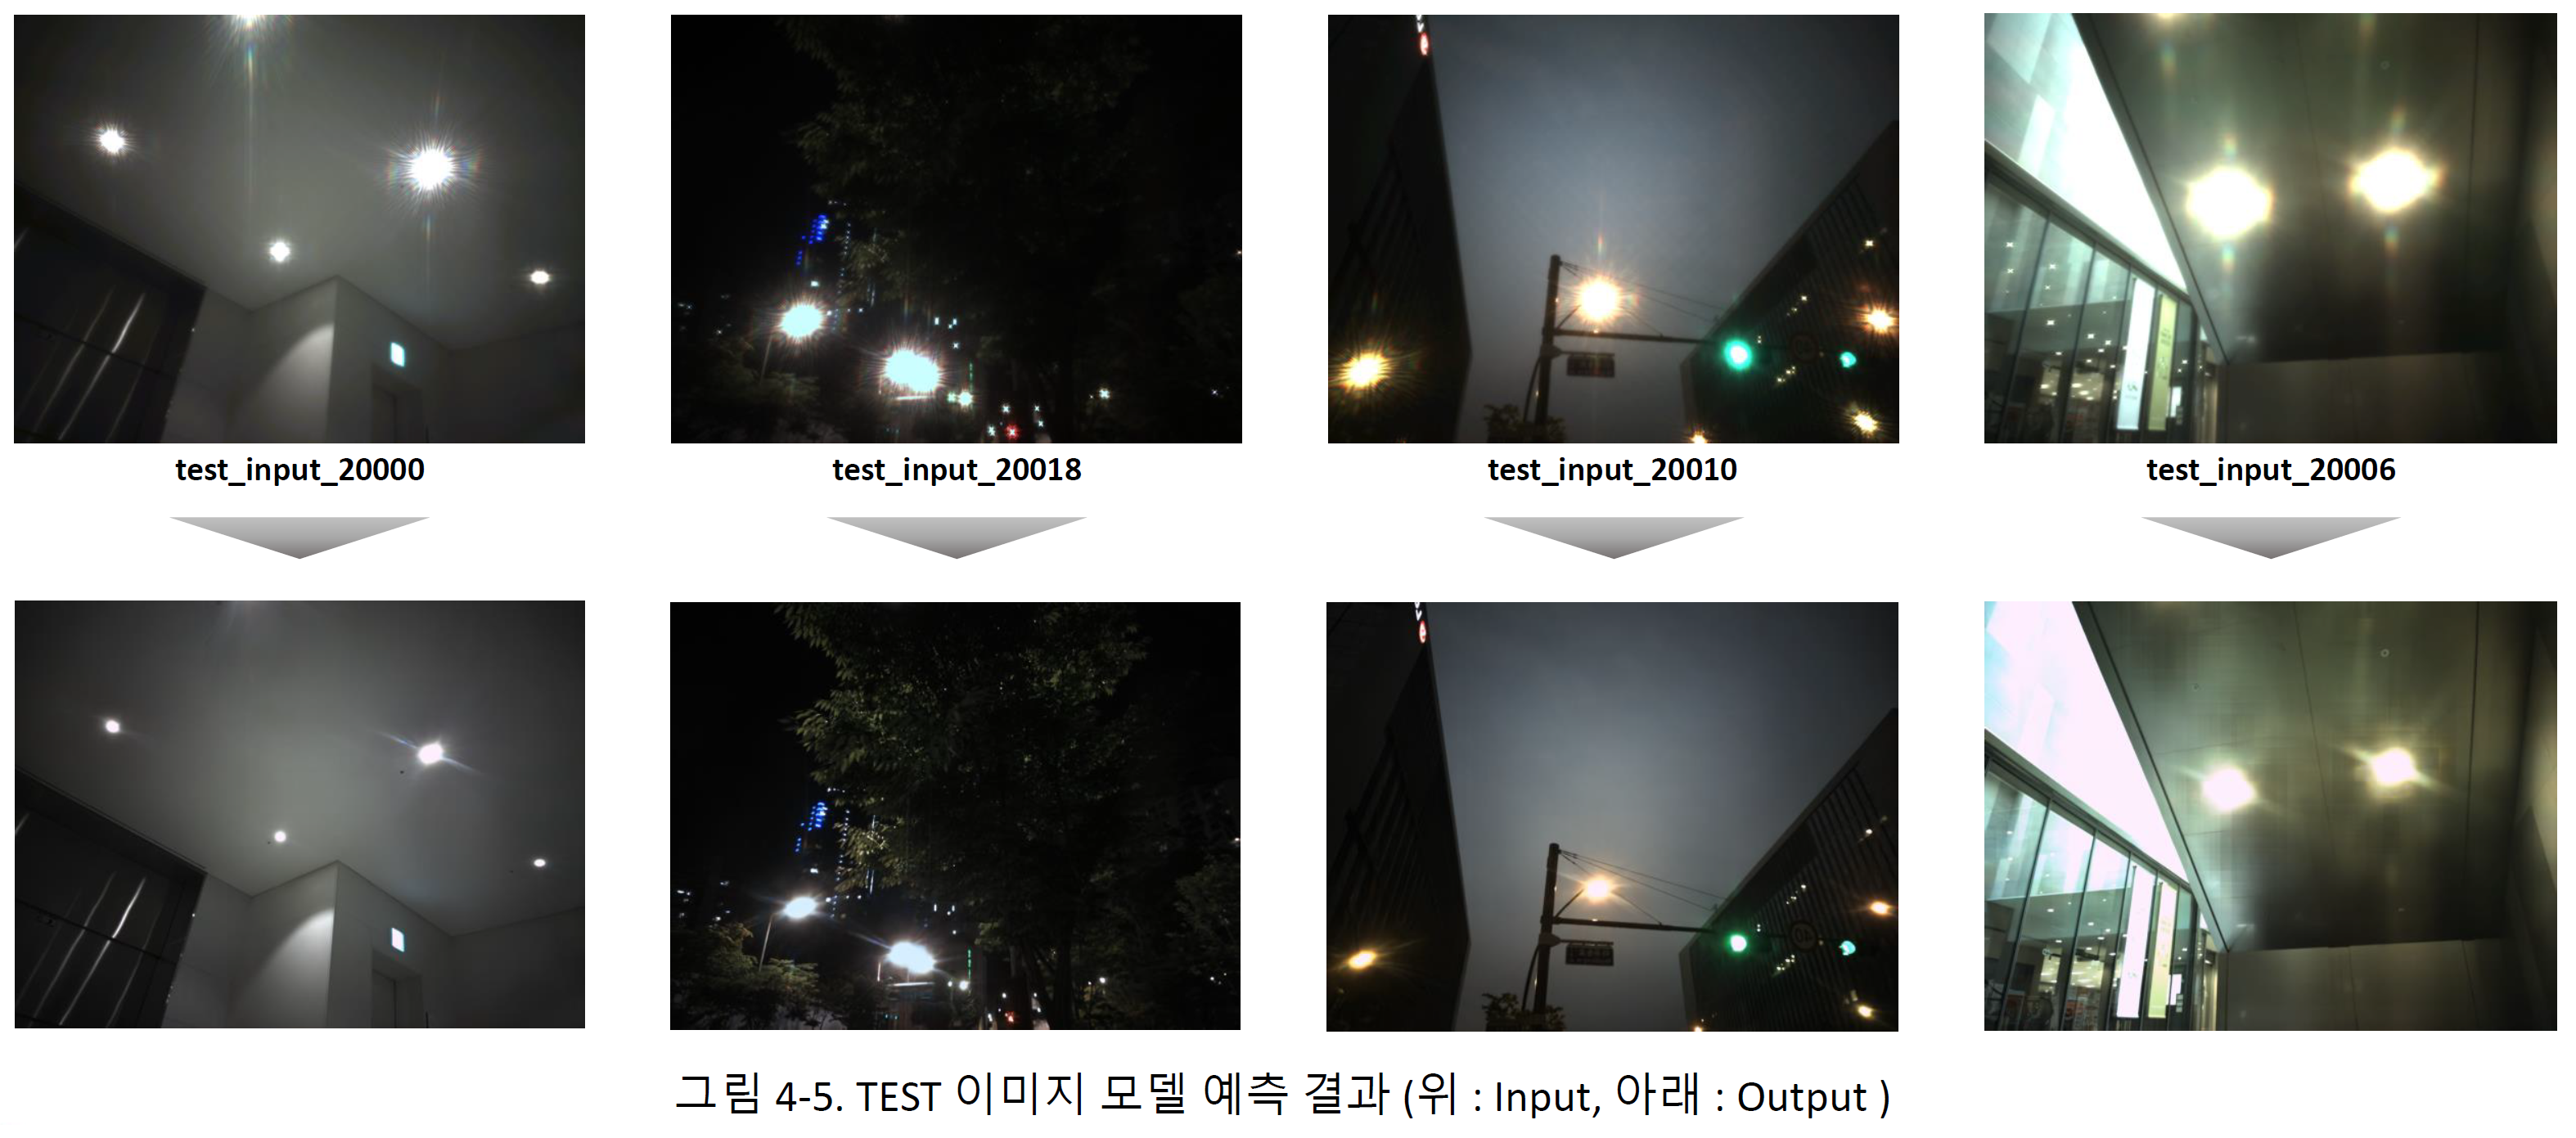 test_input_20000
test_input_20018
test_input_20010
test_input_20006
그림 4-5. TEST 이미지 모델 예측 결과 (위 : Input, 아래 : Output )